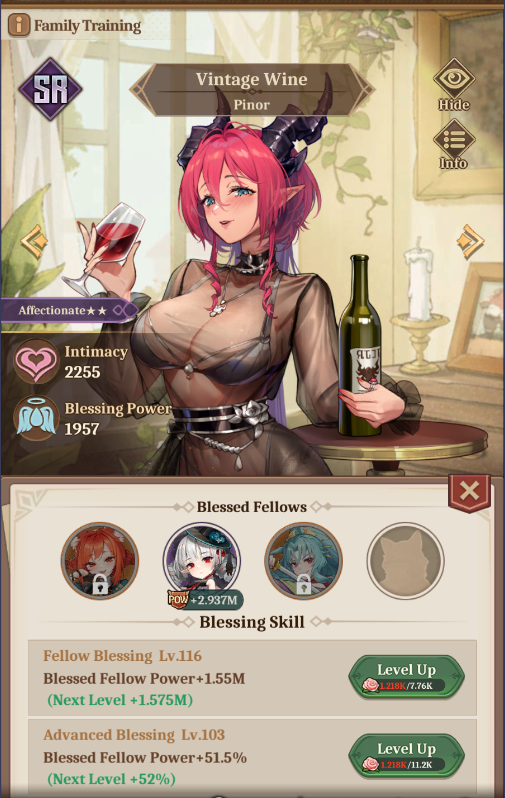 Family Training
SR
Vintage Wine
Pinor
Hide
Info
Affectionate★★
Intimacy
2255
Blessing Power
1957
Blessed Fellows
POW +2.937M
Blessing Skill
Fellow Blessing Lv.116
Blessed Fellow Power+1.55M
(Next Level +1.575M)
Level Up
1.218K/7.76K
Advanced Blessing Lv.103
Blessed Fellow Power+51.5%
(Next Level +52%)
Level Up
1.218K/11.2K